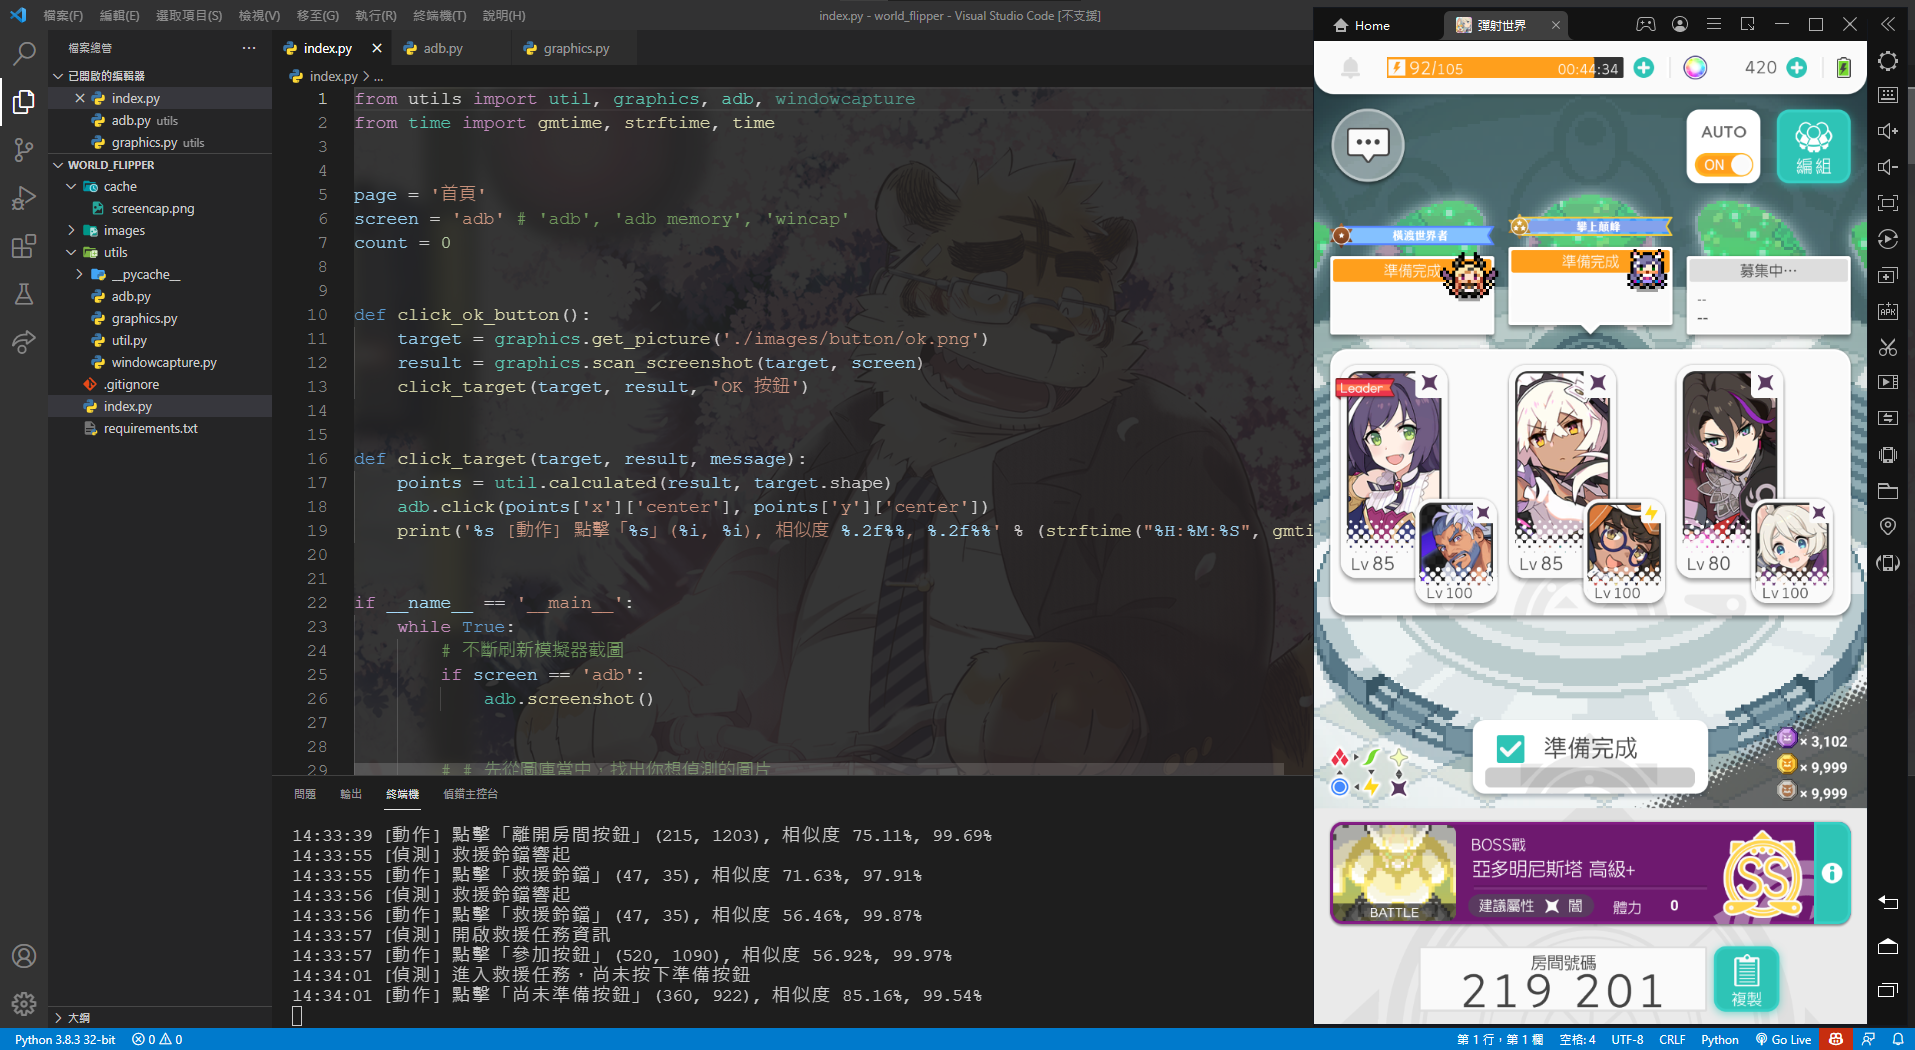 檔案(F) 編輯(E) 選取項目(S) 檢視(V) 移至(G) 執行(R) 終端機(T) 說明(H)
index.py - world_flipper - Visual Studio Code [不支援]
檔案總管
已開啟的編輯器
index.py
adb.py utils
graphics.py utils
WORLD_FLIPPER
cache
screencap.png
images
utils
__pycache__
adb.py
graphics.py
util.py
windowcapture.py
.gitignore
index.py
requirements.txt
大綱
index.py adb.py graphics.py
index.py > ...
1 from utils import util, graphics, adb, windowcapture
2 from time import gmtime, strftime, time
3
4
5 page = '首頁'
6 screen = 'adb' # 'adb', 'adb memory', 'wincap'
7 count = 0
8
9
10 def click_ok_button():
11 target = graphics.get_picture('./images/button/ok.png')
12 result = graphics.scan_screenshot(target, screen)
13 click_target(target, result, 'OK 按鈕')
14
15
16 def click_target(target, result, message):
17 points = util.calculated(result, target.shape)
18 adb.click(points['x']['center'], points['y']['center'])
19 print('%s [動作] 點擊「%s」(%i, %i), 相似度 %.2f%%, %.2f%%' % (strftime("%H:%M:%S", gmti
20
21
22 if __name__ == '__main__':
23 while True:
24 # 不斷刷新模擬器截圖
25 if screen == 'adb':
26 adb.screenshot()
27
28
29 # # 先從圖庫當中，找出你想偵測的圖片
問題 輸出 終端機 偵錯主控台
14:33:39 [動作] 點擊「離開房間按鈕」(215, 1203), 相似度 75.11%, 99.69%
14:33:55 [偵測] 救援鈴鐺響起
14:33:55 [動作] 點擊「救援鈴鐺」(47, 35), 相似度 71.63%, 97.91%
14:33:56 [偵測] 救援鈴鐺響起
14:33:56 [動作] 點擊「救援鈴鐺」(47, 35), 相似度 56.46%, 99.87%
14:33:57 [偵測] 開啟救援任務資訊
14:33:57 [動作] 點擊「參加按鈕」(520, 1090), 相似度 56.92%, 99.97%
14:34:01 [偵測] 進入救援任務，尚未按下準備按鈕
14:34:01 [動作] 點擊「尚未準備按鈕」(360, 922), 相似度 85.16%, 99.54%
Python 3.8.3 32-bit 0 0
第 1 行，第 1 欄 空格: 4 UTF-8 CRLF Python Go Live
Home 彈射世界
92/105 00:44:34 420
AUTO
ON
編組
橫渡世界者 攀上巔峰
準備完成 準備完成 募集中…
--
--
Leader
Lv 85 Lv 85 Lv 80
Lv 100 Lv 100 Lv 100
準備完成
× 3,102
× 9,999
× 9,999
BATTLE
BOSS戰
亞多明尼斯塔 高級+
建議屬性 闇 體力 0
SS
房間號碼
219 201
複製
APK